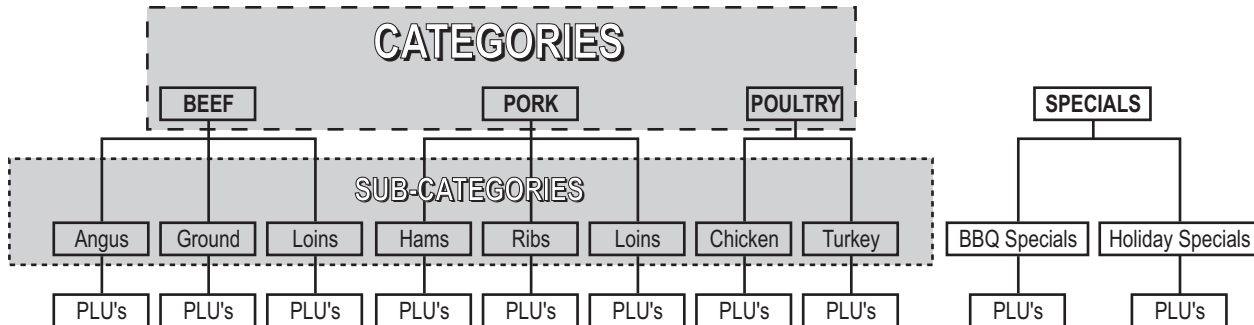 CATEGORIES
BEEF PORK POULTRY SPECIALS
SUB-CATEGORIES
Angus Ground Loins Hams Ribs Loins Chicken Turkey BBQ Specials Holiday Specials
PLU's PLU's PLU's PLU's PLU's PLU's PLU's PLU's PLU's PLU's